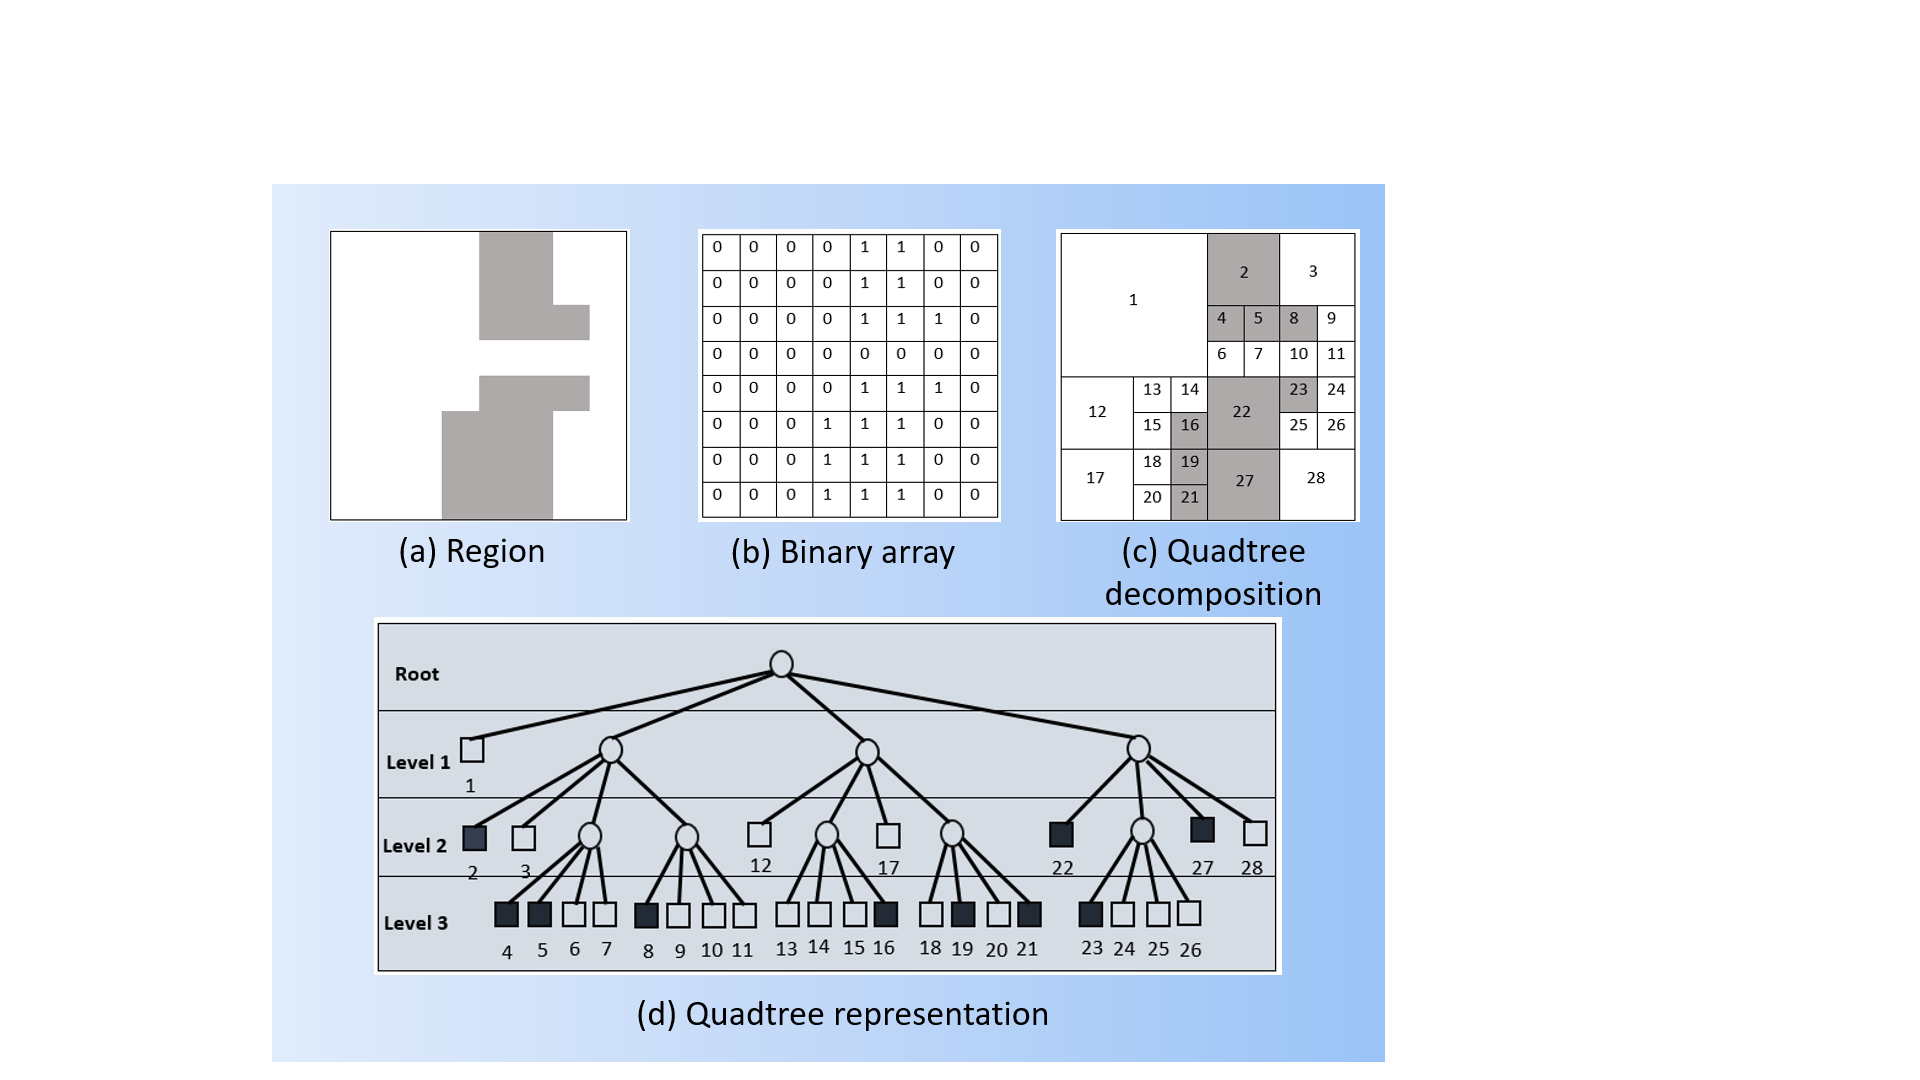 0 0 0 0 1 1 0 0
0 0 0 0 1 1 0 0
0 0 0 0 1 1 1 0
0 0 0 0 0 0 0 0
0 0 0 0 1 1 1 0
0 0 0 1 1 1 0 0
0 0 0 1 1 1 0 0
0 0 0 1 1 1 0 0
2 3
1
4 5 8 9
6 7 10 11
13 14 23 24
12 22
15 16 25 26
18 19
17 27 28
20 21
(a) Region
(b) Binary array
(c) Quadtree
decomposition
Root
Level 1
1
Level 2
2 3 12 17 22 27 28
Level 3
4 5 6 7 8 9 10 11 13 14 15 16 18 19 20 21 23 24 25 26
(d) Quadtree representation